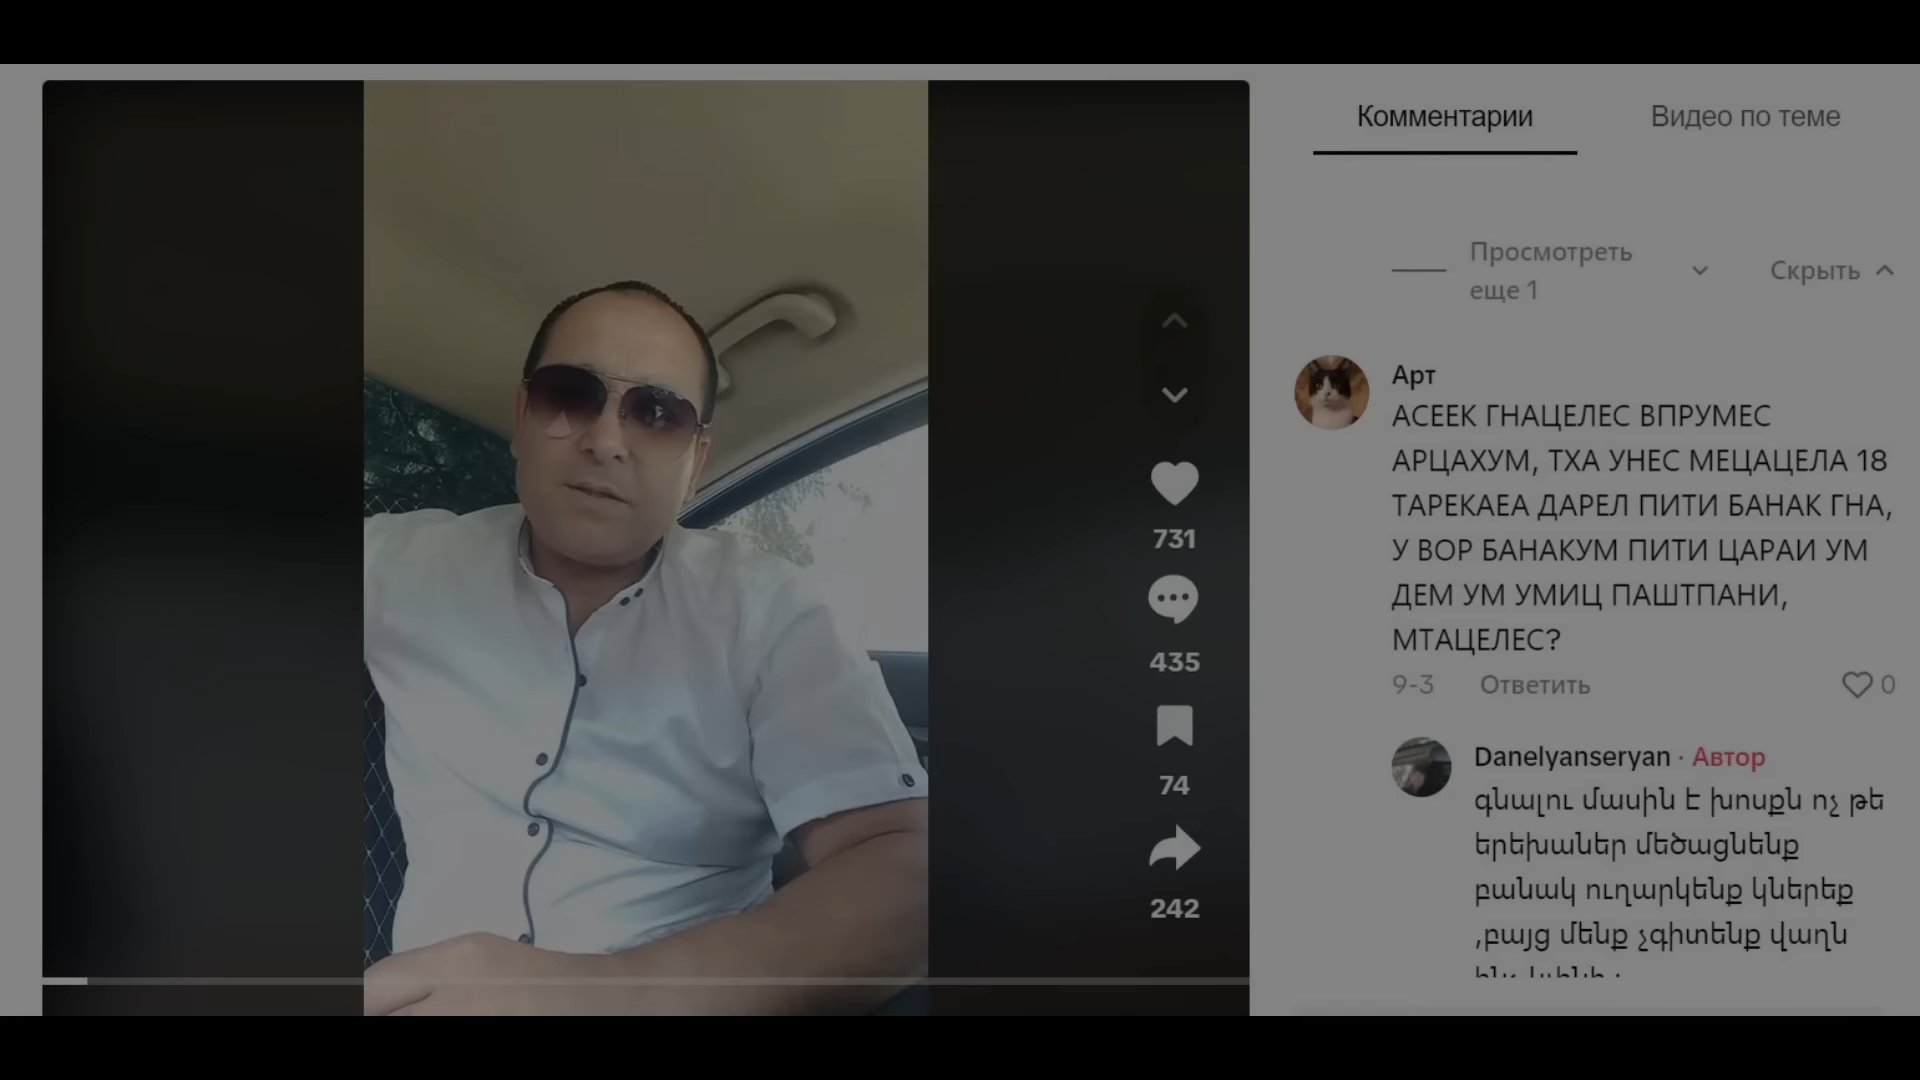 Комментарии
Видео по теме
Просмотреть
еще 1
Скрыть
Арт
АСЕЕК ГНАЦЕЛЕС ВПРУМЕС
АРЦАХУМ, ТХА УНЕС МЕЦАЦЕЛА 18
ТАРЕКАЕА ДАРЕЛ ПИТИ БАНАК ГНА,
У ВОР БАНАКУМ ПИТИ ЦАРАИ УМ
ДЕМ УМ УМИЦ ПАШТПАНИ,
МТАЦЕЛЕС?
9-3 Ответить 0
Danelyanseryan · Автор
գնալու մասին է խոսքն ոչ թե
երեխաներ մեծացնենք
բանակ ուղարկենք կներեք
,բայց մենք չգիտենք վաղն
731
435
74
242